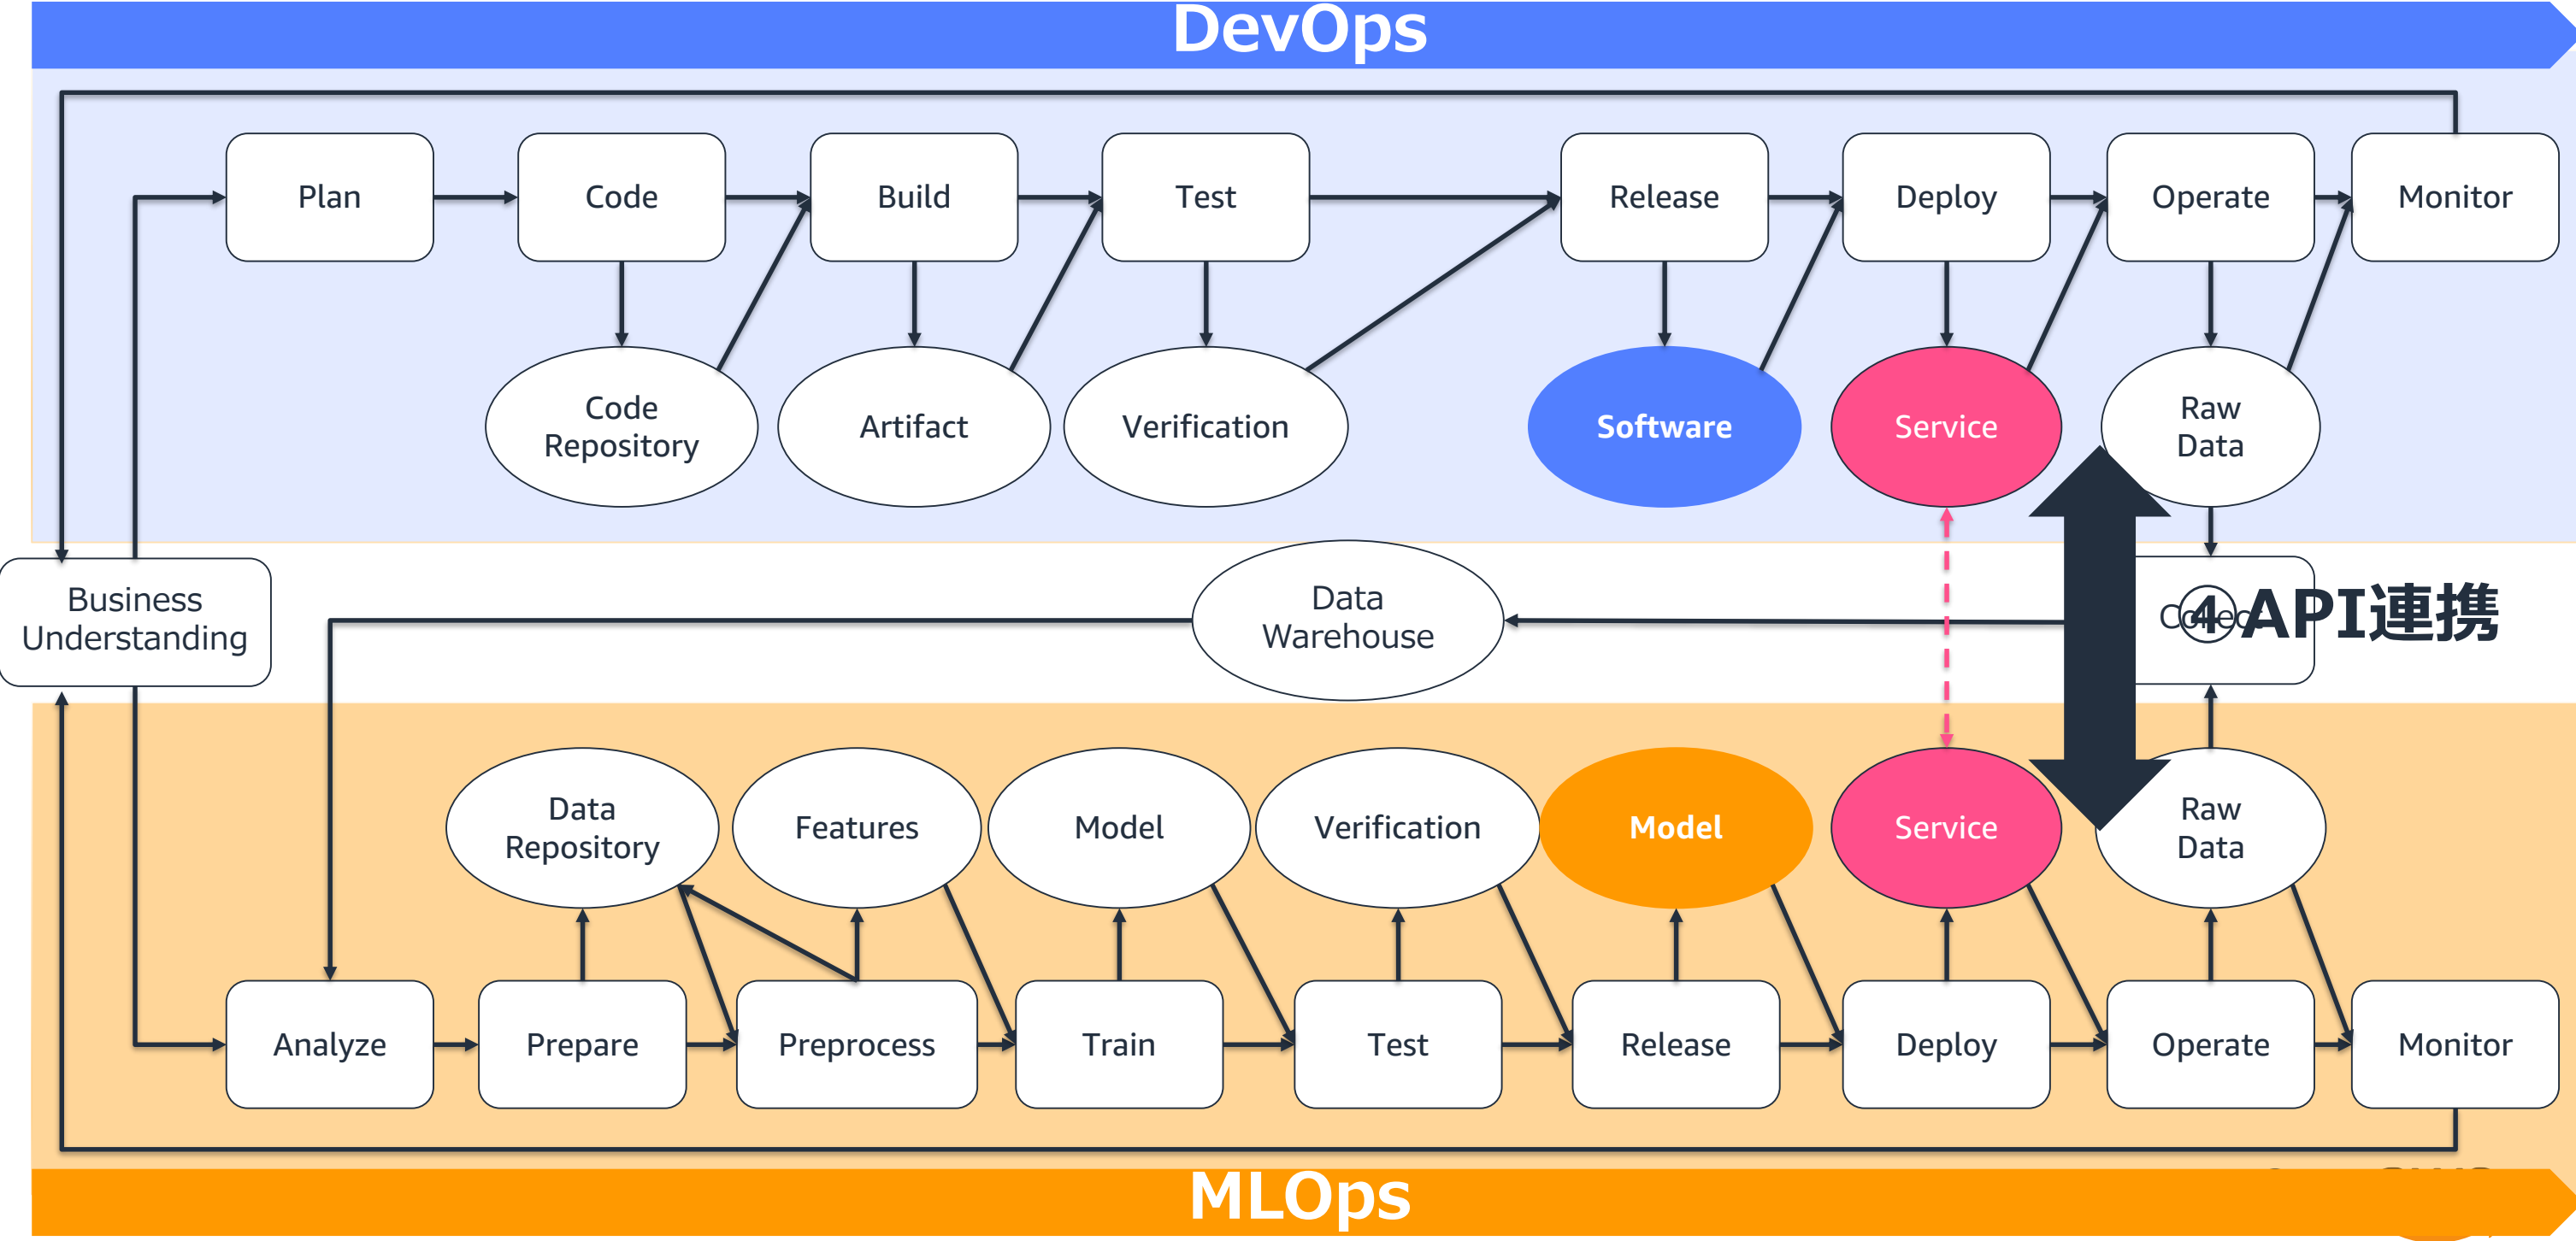 DevOps
Plan
Code
Build
Test
Release
Deploy
Operate
Monitor
Code
Repository
Artifact
Verification
Software
Service
Raw
Data
Business
Understanding
Data
Warehouse
Collect
④API連携
Data
Repository
Features
Model
Verification
Model
Service
Raw
Data
Analyze
Prepare
Preprocess
Train
Test
Release
Deploy
Operate
Monitor
MLOps